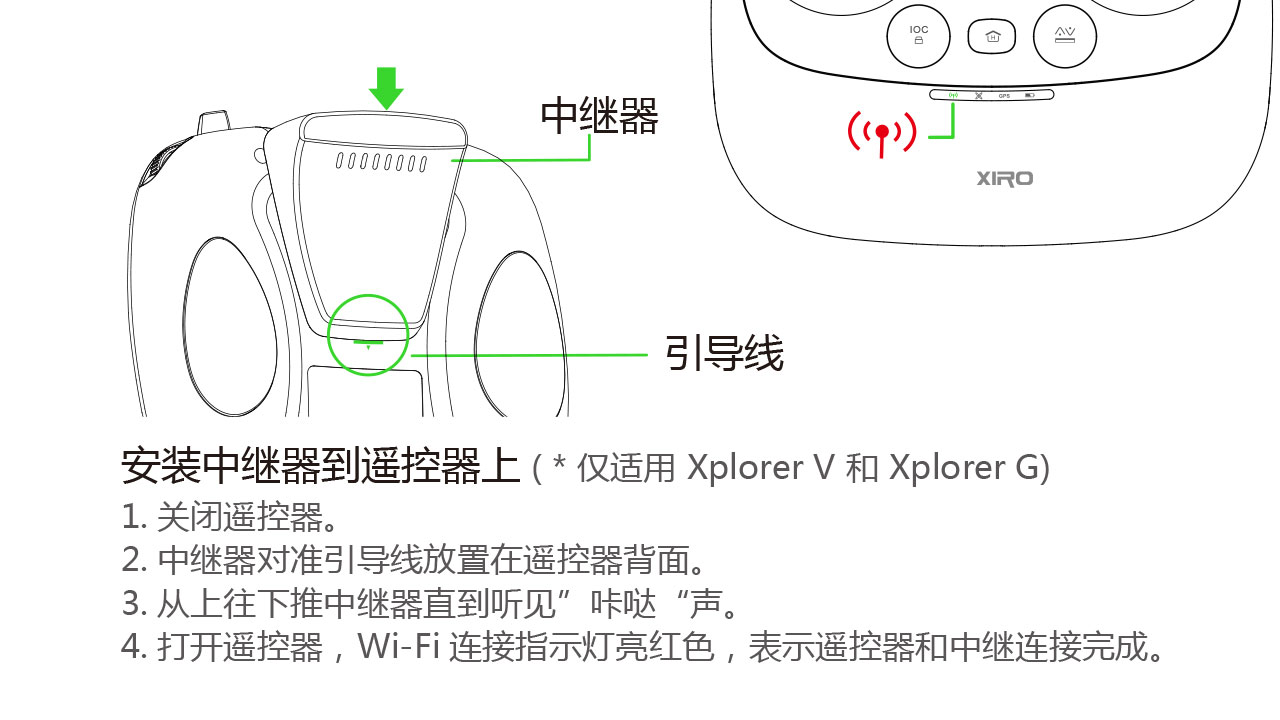 IOC
H
GPS
中继器
XIRO
引导线
安装中继器到遥控器上 ( * 仅适用 Xplorer V 和 Xplorer G)
1. 关闭遥控器。
2. 中继器对准引导线放置在遥控器背面。
3. 从上往下推中继器直到听见”咔哒“声。
4. 打开遥控器，Wi-Fi 连接指示灯亮红色，表示遥控器和中继连接完成。